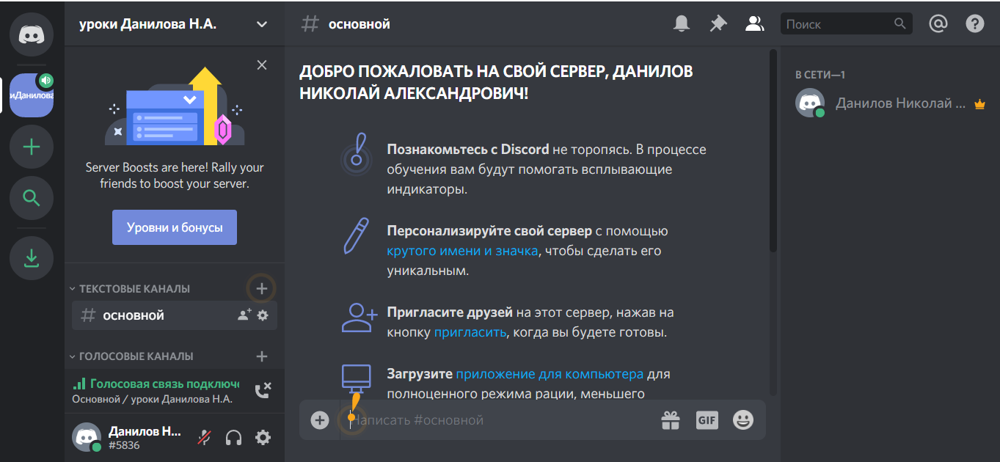 уроки Данилова Н.А.
иДанилова
Server Boosts are here! Rally your
friends to boost your server.
Уровни и бонусы
ТЕКСТОВЫЕ КАНАЛЫ
# основной
ГОЛОСОВЫЕ КАНАЛЫ
Голосовая связь подключе
Основной / уроки Данилова Н.А.
Данилов Н...
#5836
# основной
Поиск
ДОБРО ПОЖАЛОВАТЬ НА СВОЙ СЕРВЕР, ДАНИЛОВ
НИКОЛАЙ АЛЕКСАНДРОВИЧ!
Познакомьтесь с Discord не торопясь. В процессе
обучения вам будут помогать всплывающие
индикаторы.
Персонализируйте свой сервер с помощью
крутого имени и значка, чтобы сделать его
уникальным.
Пригласите друзей на этот сервер, нажав на
кнопку пригласить, когда вы будете готовы.
Загрузите приложение для компьютера для
полноценного режима рации, меньшего
Написать #основной
GIF
В СЕТИ—1
Данилов Николай ...